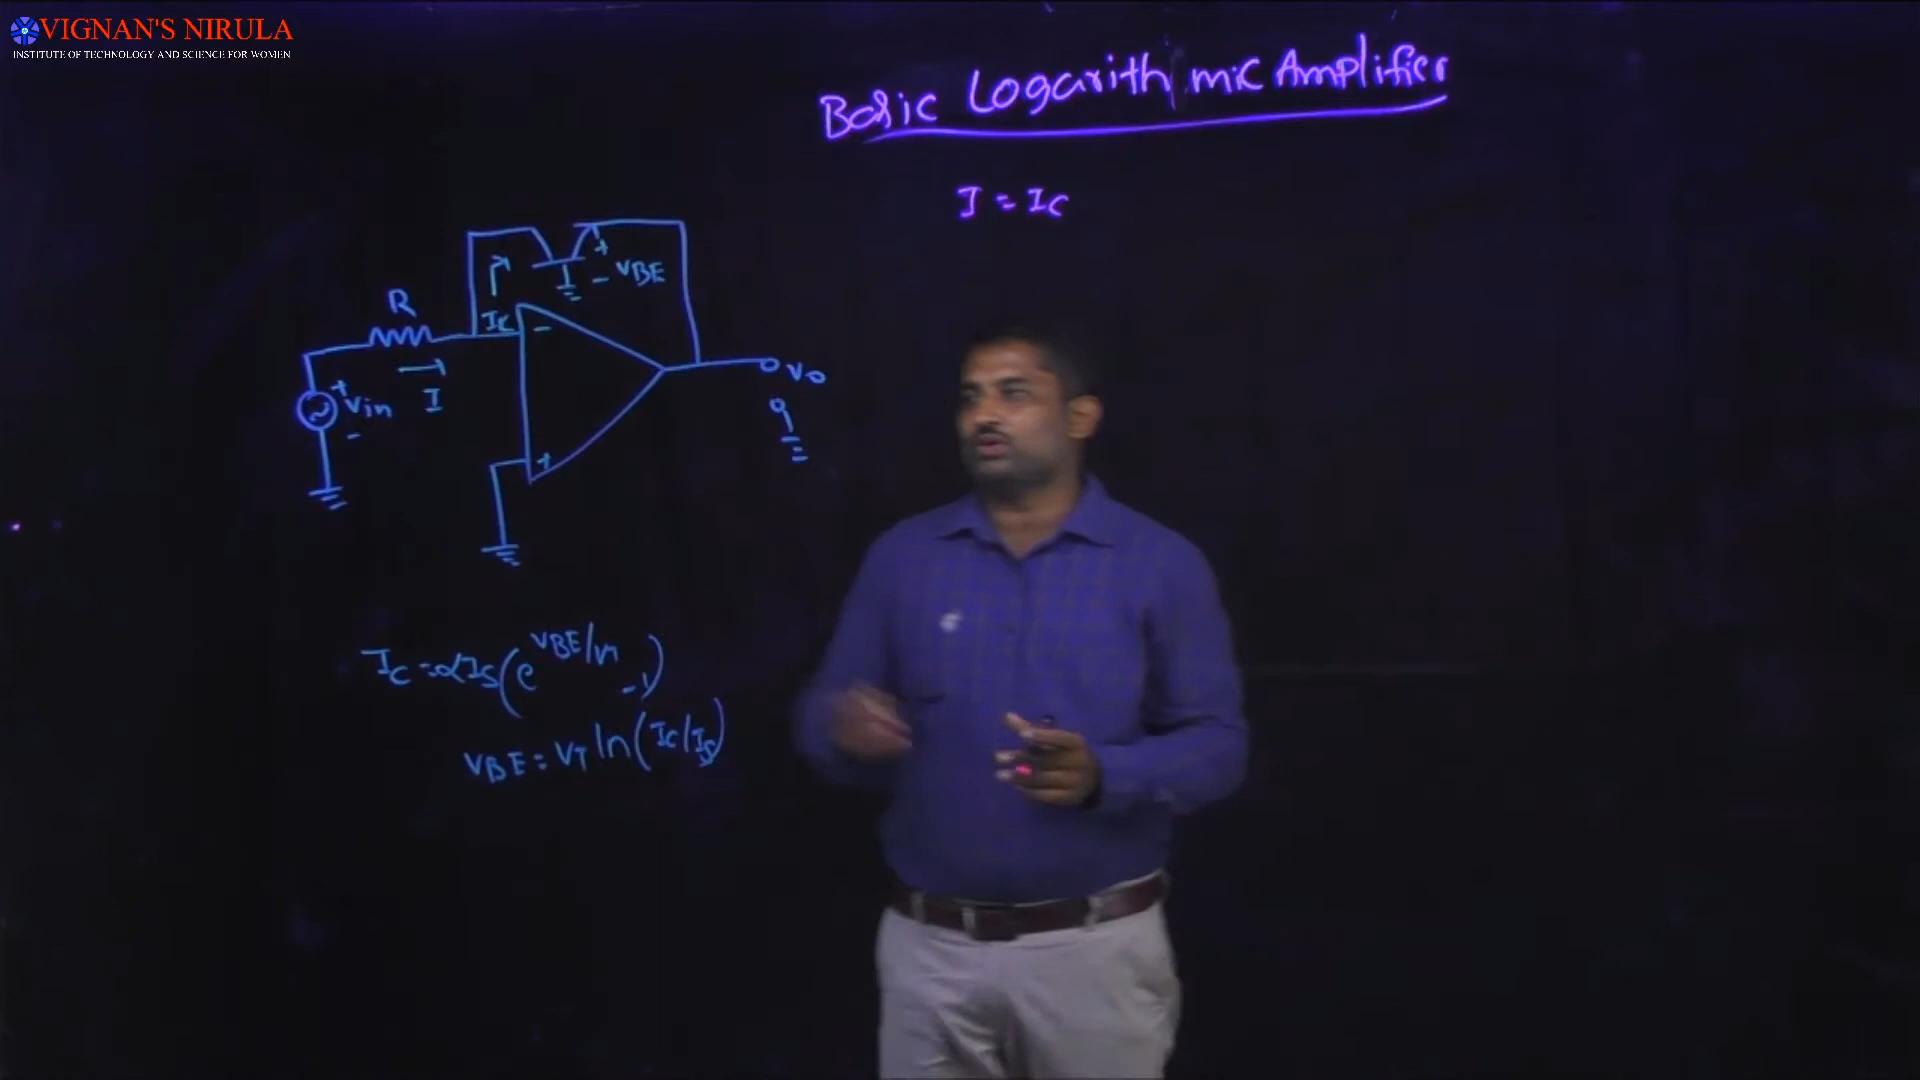 VIGNAN'S NIRULA
INSTITUTE OF TECHNOLOGY AND SCIENCE FOR WOMEN
Basic Logarithmic Amplifier
I = IC
+
- VBE
R
IC
-
+
Vin
-
I
Vo
+
IC = αIS(e^VBE/VT - 1)
VBE = VT ln(IC/IS)